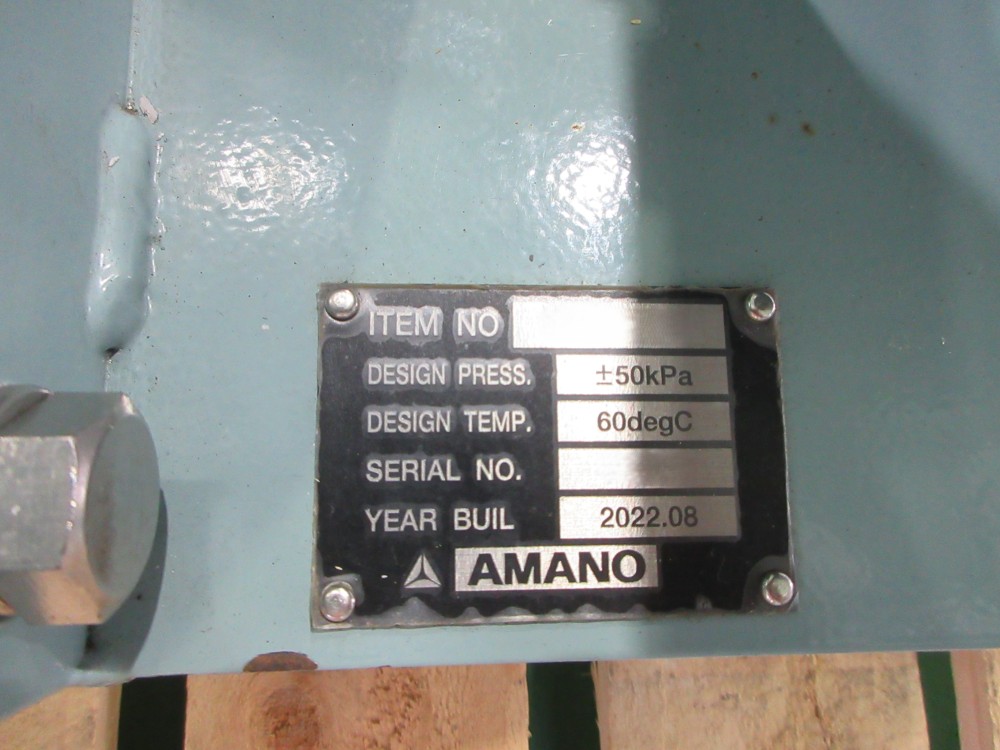 ITEM NO
DESIGN PRESS. ±50kPa
DESIGN TEMP. 60degC
SERIAL NO.
YEAR BUIL 2022.08
AMANO